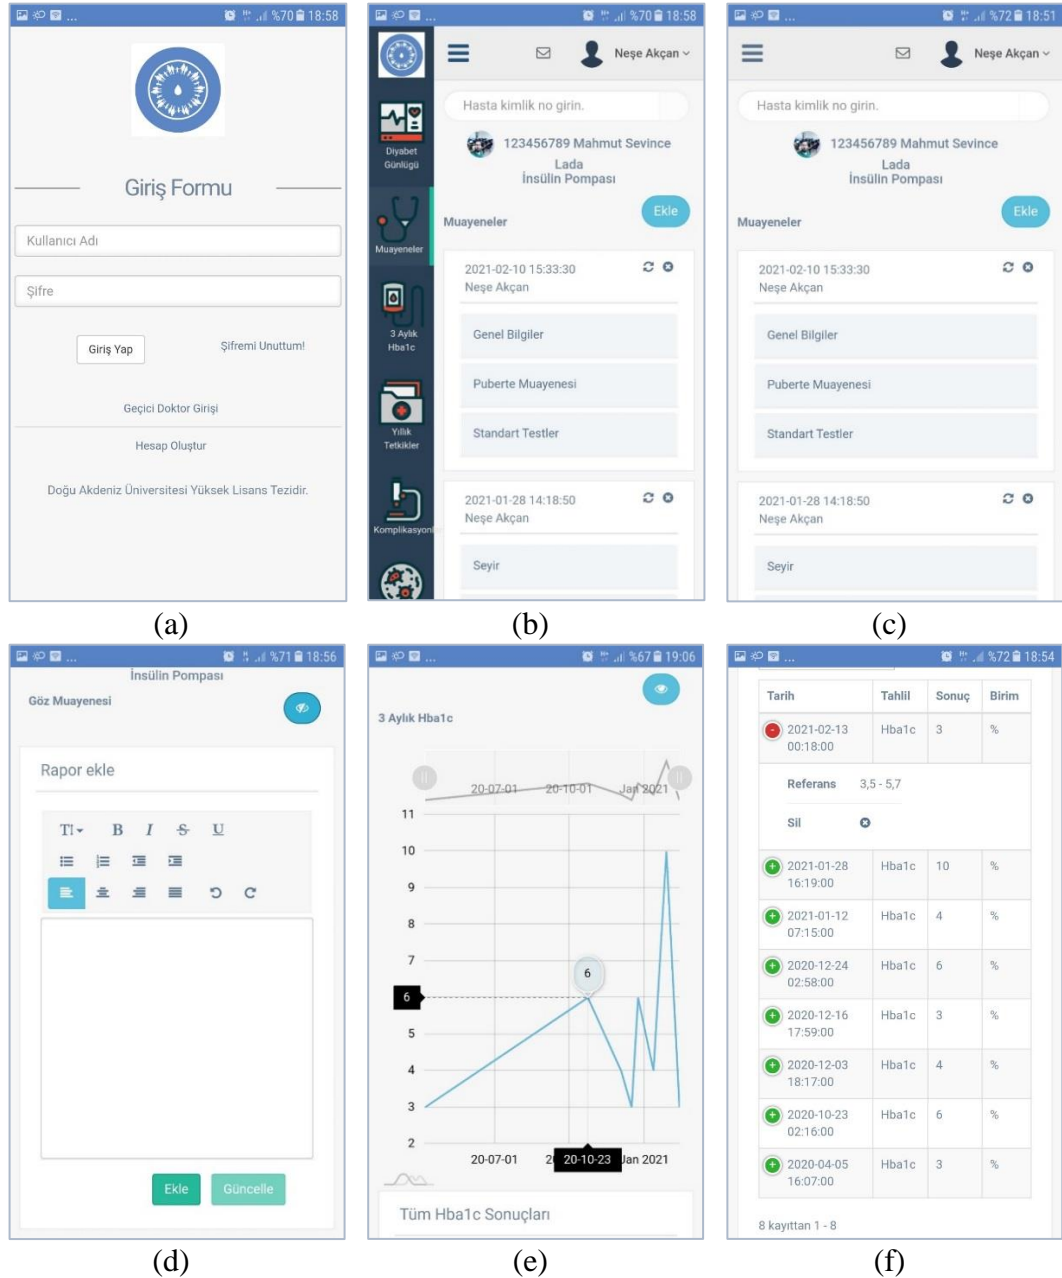 ... %70 18:58
Giriş Formu
Kullanıcı Adı
Şifre
Giriş Yap Şifremi Unuttum!
Geçici Doktor Girişi
Hesap Oluştur
Doğu Akdeniz Üniversitesi Yüksek Lisans Tezidir.
(a)
... %70 18:58
Neşe Akçan
Hasta kimlik no girin.
123456789 Mahmut Sevince
Lada
İnsülin Pompası
Ekle
Muayeneler
2021-02-10 15:33:30
Neşe Akçan
Genel Bilgiler
Puberte Muayenesi
Standart Testler
2021-01-28 14:18:50
Neşe Akçan
Seyir
Diyabet
Günlügü
Muayeneler
3 Aylık
Hba1c
Yıllık
Tetkikler
Komplikasyonl
(b)
... %72 18:51
Neşe Akçan
Hasta kimlik no girin.
123456789 Mahmut Sevince
Lada
İnsülin Pompası
Ekle
Muayeneler
2021-02-10 15:33:30
Neşe Akçan
Genel Bilgiler
Puberte Muayenesi
Standart Testler
2021-01-28 14:18:50
Neşe Akçan
Seyir
(c)
... %71 18:56
İnsülin Pompası
Göz Muayenesi
Rapor ekle
B I S U
Ekle Güncelle
(d)
... %67 19:06
3 Aylık Hba1c
20-07-01 20-10-01 Jan 2021
11
10
9
8
7
6
6
5
4
3
2
20-07-01 20-10-23 Jan 2021
Tüm Hba1c Sonuçları
(e)
... %72 18:54
Tarih Tahlil Sonuç Birim
2021-02-13 Hba1c 3 %
00:18:00
Referans 3,5 - 5,7
Sil
2021-01-28 Hba1c 10 %
16:19:00
2021-01-12 Hba1c 4 %
07:15:00
2020-12-24 Hba1c 6 %
02:58:00
2020-12-16 Hba1c 3 %
17:59:00
2020-12-03 Hba1c 4 %
18:17:00
2020-10-23 Hba1c 6 %
02:16:00
2020-04-05 Hba1c 3 %
16:07:00
8 kayıttan 1 - 8
(f)